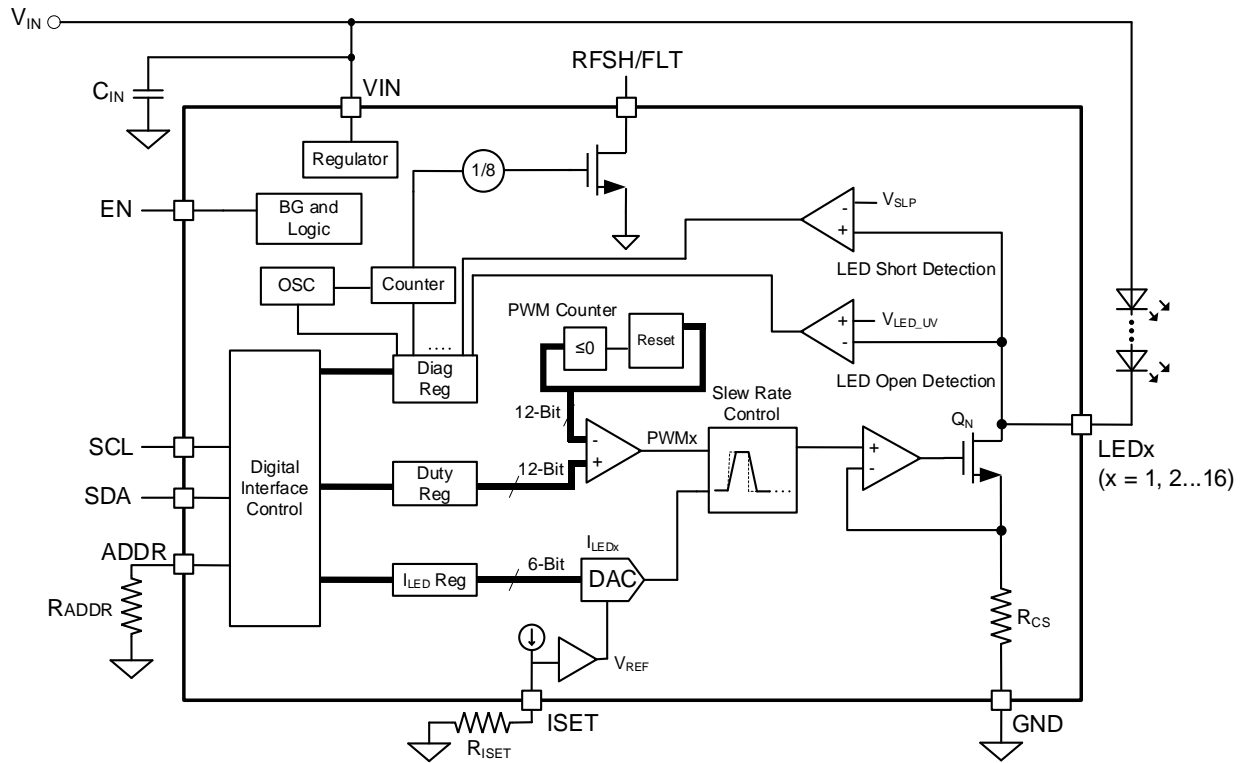 VIN
RFSH/FLT
CIN
VIN
Regulator
1/8
EN
BG and
Logic
VSLP
-
+
LED Short Detection
OSC
Counter
PWM Counter
....
≤0
Reset
+
VLED_UV
-
LED Open Detection
Diag
Reg
12-Bit
Slew Rate
Control
QN
SCL
Digital
Interface
Control
SDA
Duty
Reg
12-Bit
-
+
PWMx
+
-
LEDx
(x = 1, 2...16)
ADDR
RADDR
ILED Reg
6-Bit
ILEDx
DAC
RCS
VREF
ISET
RISET
GND